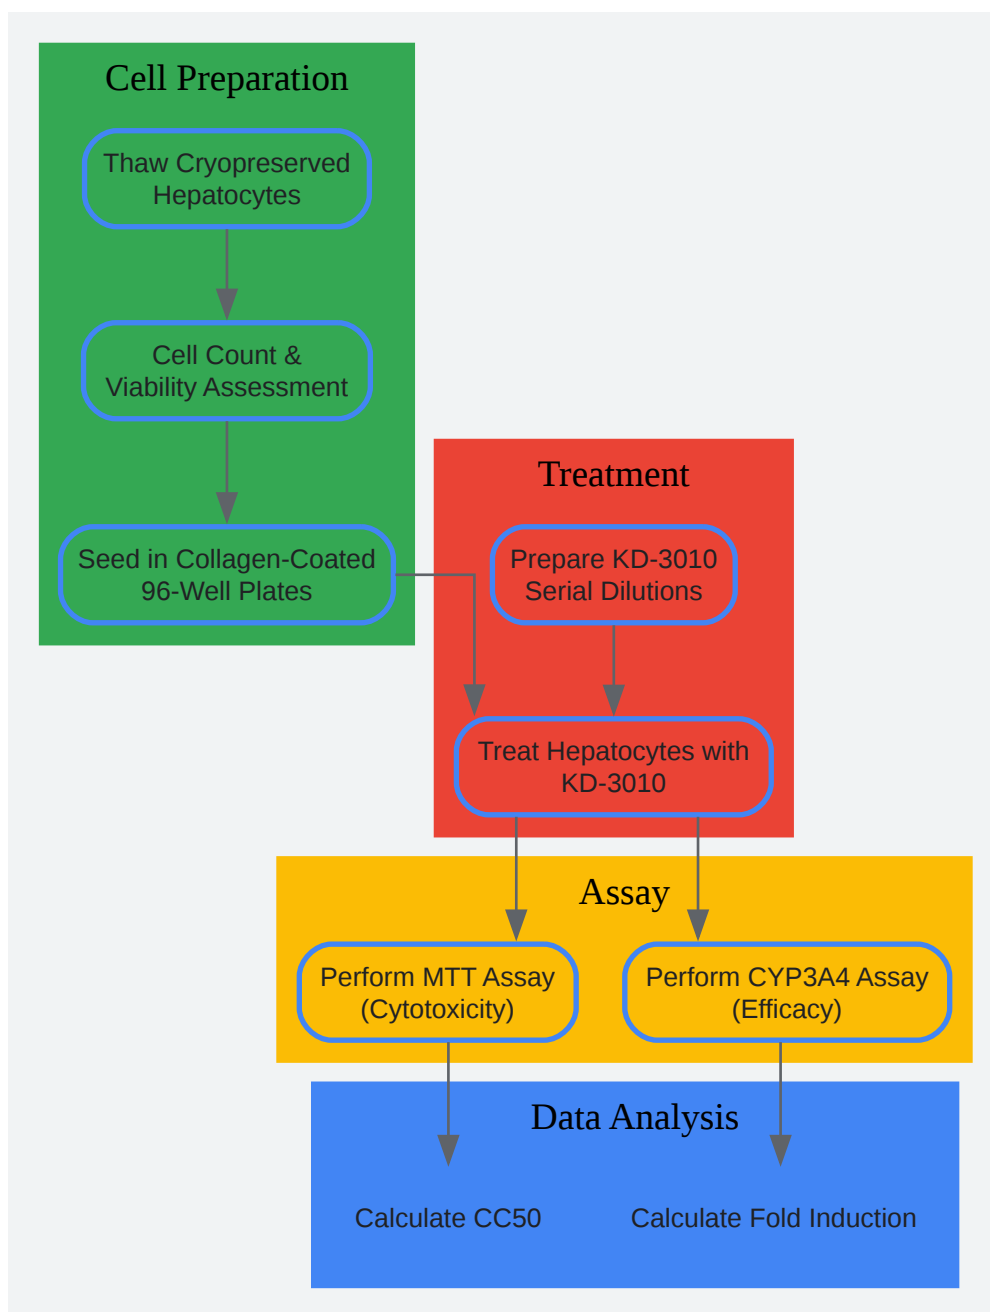 Cell Preparation
Thaw Cryopreserved
Hepatocytes
Cell Count &
Viability Assessment
Seed in Collagen-Coated
96-Well Plates
Treatment
Prepare KD-3010
Serial Dilutions
Treat Hepatocytes with
KD-3010
Assay
Perform MTT Assay
(Cytotoxicity)
Perform CYP3A4 Assay
(Efficacy)
Data Analysis
Calculate CC50
Calculate Fold Induction